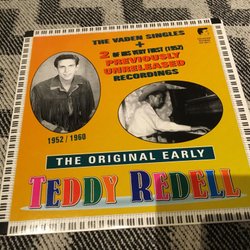 THE VADEN SINGLES
+
2 OF HIS VERY FIRST (1952)
PREVIOUSLY
UNRELEASED
RECORDINGS
1952 / 1960
THE ORIGINAL EARLY
TEDDY REDELL